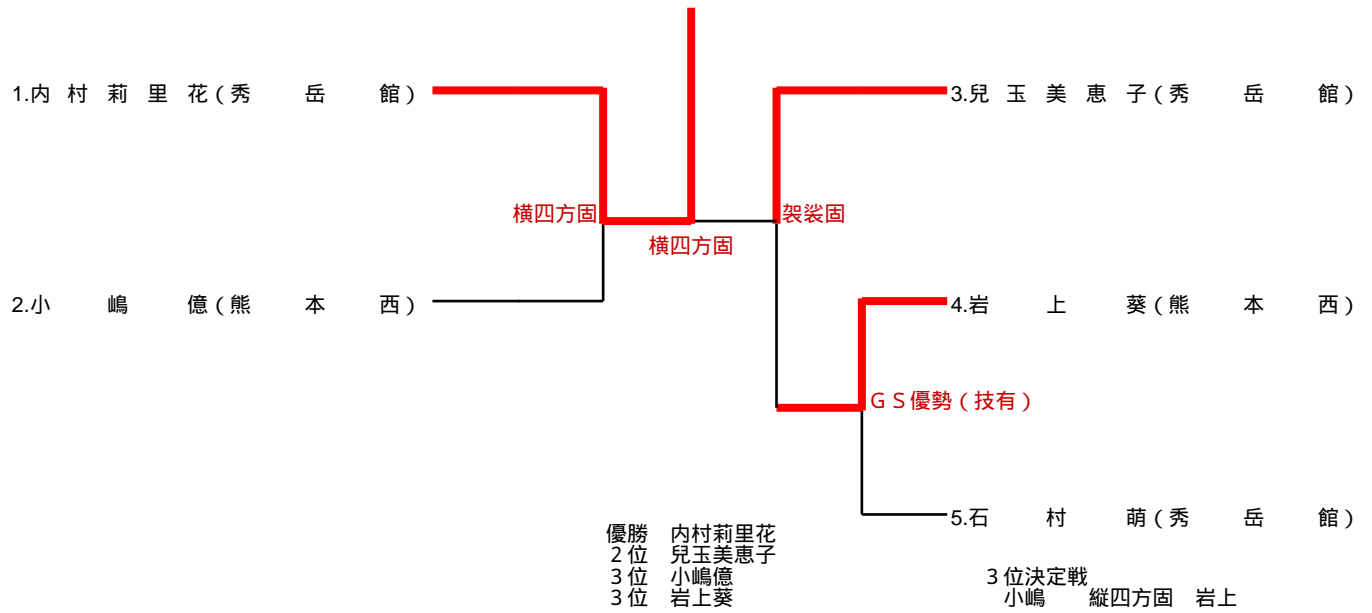 1.内村莉里花(秀岳館)
3.兒玉美恵子(秀岳館)
横四方固
袈裟固
横四方固
2.小嶋億(熊本西)
4.岩上葵(熊本西)
ＧＳ優勢(技有)
5.石村萌(秀岳館)
優勝　内村莉里花
２位　兒玉美恵子
３位　小嶋億
３位　岩上葵
３位決定戦
小嶋　縦四方固　岩上